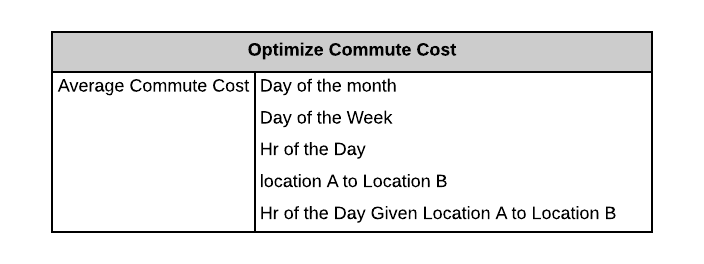 Optimize Commute Cost
Average Commute Cost
Day of the month
Day of the Week
Hr of the Day
location A to Location B
Hr of the Day Given Location A to Location B